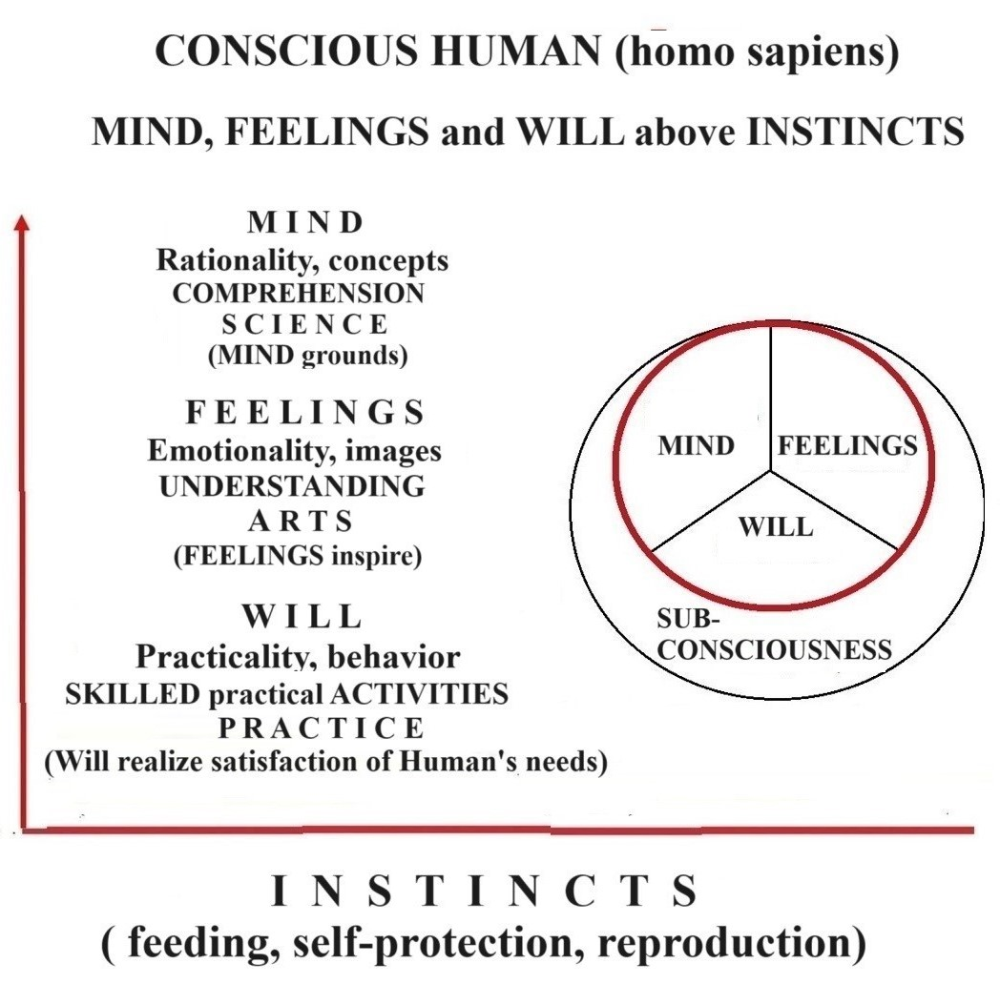 CONSCIOUS HUMAN (homo sapiens)
MIND, FEELINGS and WILL above INSTINCTS
M I N D
Rationality, concepts
COMPREHENSION
S C I E N C E
(MIND grounds)
F E E L I N G S
Emotionality, images
UNDERSTANDING
A R T S
(FEELINGS inspire)
W I L L
Practicality, behavior
SKILLED practical ACTIVITIES
P R A C T I C E
(Will realize satisfaction of Human's needs)
MIND
FEELINGS
WILL
SUB-
CONSCIOUSNESS
I N S T I N C T S
( feeding, self-protection, reproduction)